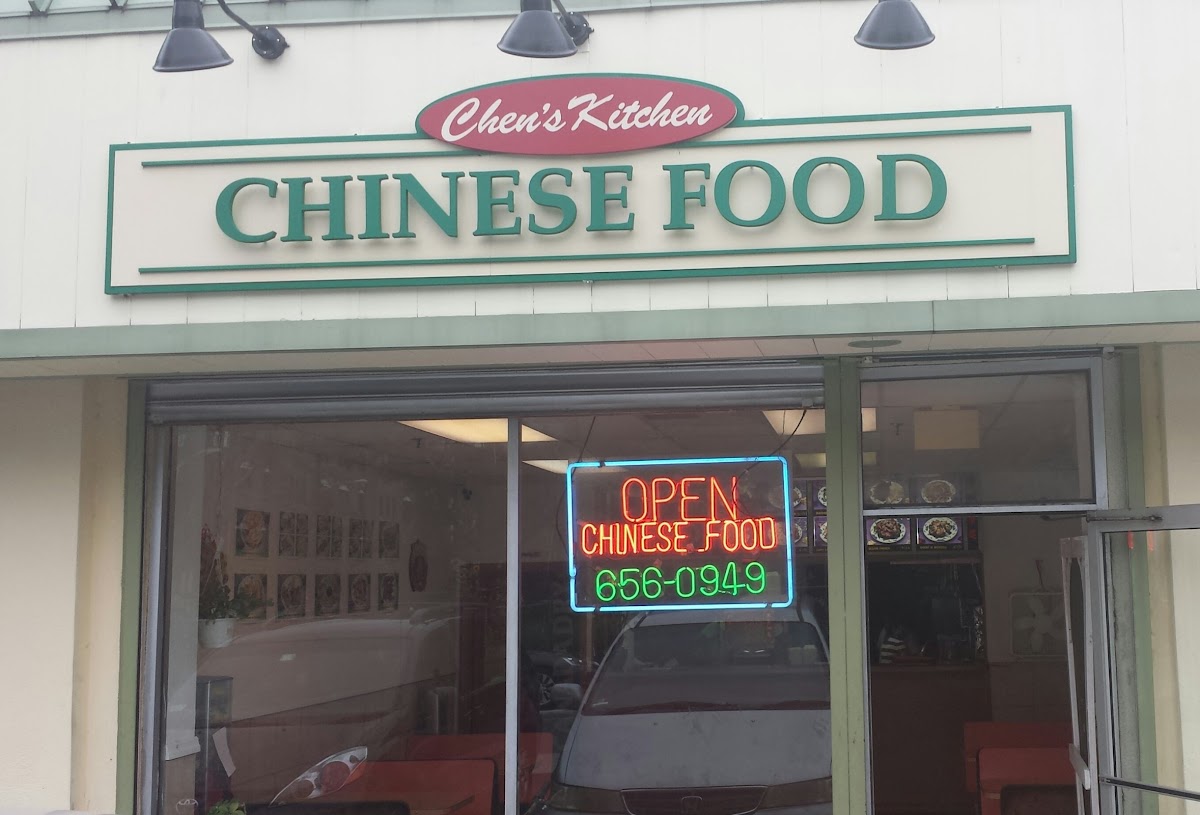 Chen's Kitchen
CHINESE FOOD
OPEN
CHINESE FOOD
656-0949